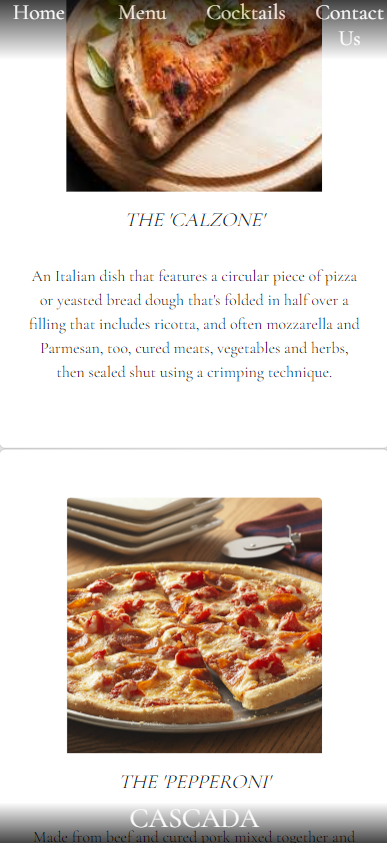 Home Menu Cocktails Contact Us
THE 'CALZONE'
An Italian dish that features a circular piece of pizza
or yeasted bread dough that's folded in half over a
filling that includes ricotta, and often mozzarella and
Parmesan, too, cured meats, vegetables and herbs,
then sealed shut using a crimping technique.
THE 'PEPPERONI'
CASCADA
Made from beef and cured pork mixed together and